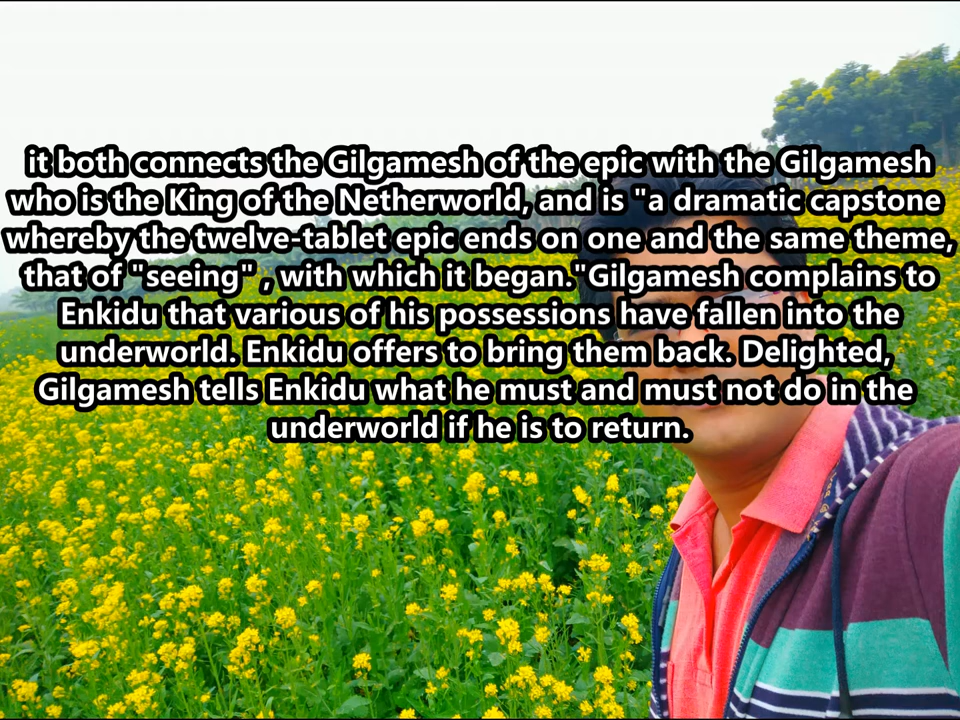 it both connects the Gilgamesh of the epic with the Gilgamesh
who is the King of the Netherworld, and is "a dramatic capstone
whereby the twelve-tablet epic ends on one and the same theme,
that of "seeing" , with which it began."Gilgamesh complains to
Enkidu that various of his possessions have fallen into the
underworld. Enkidu offers to bring them back. Delighted,
Gilgamesh tells Enkidu what he must and must not do in the
underworld if he is to return.